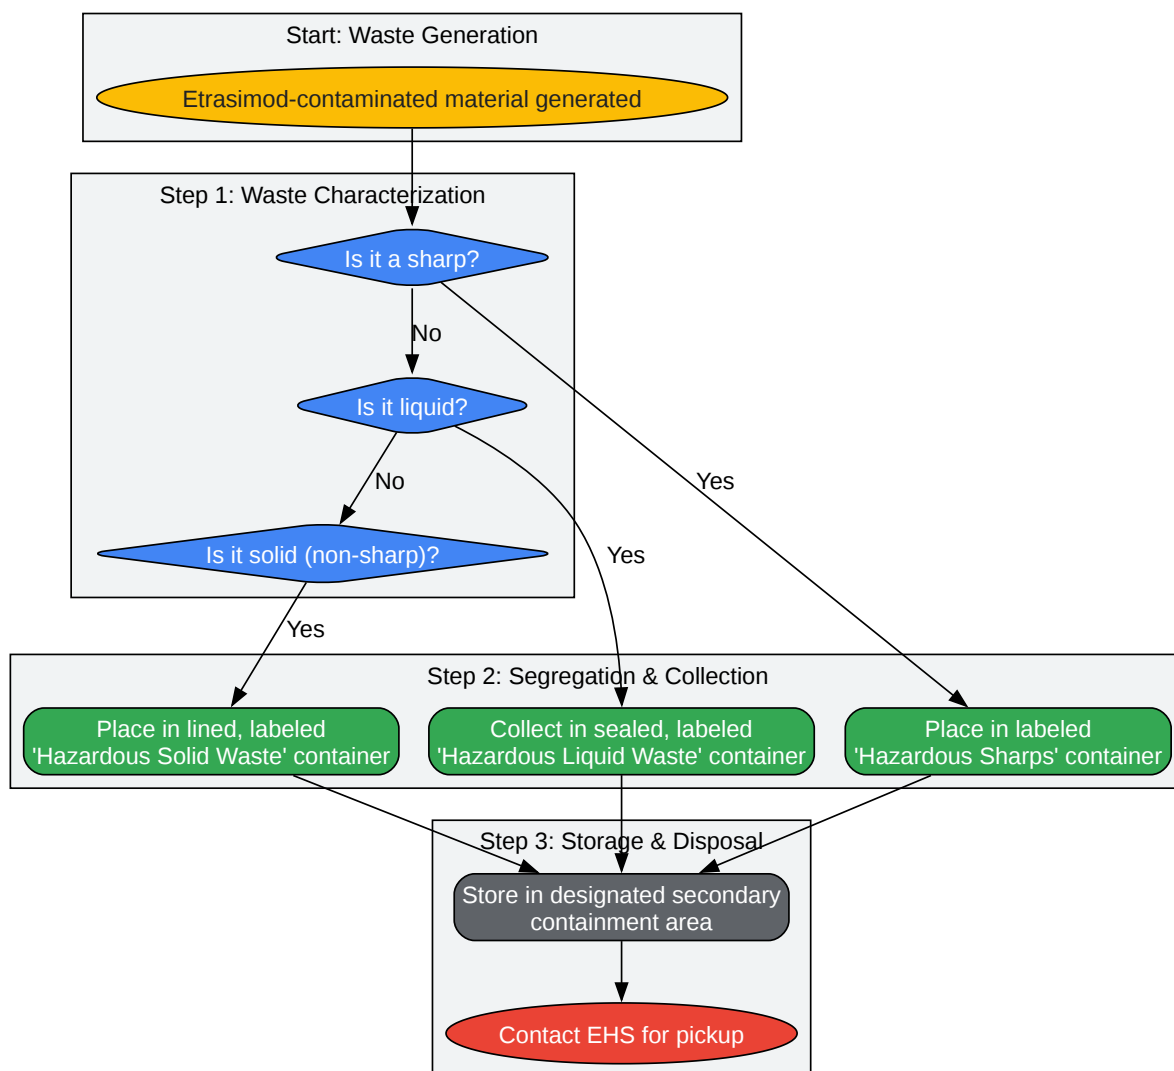 Start: Waste Generation
Etrasimod-contaminated material generated
Step 1: Waste Characterization
Is it a sharp?
No
Is it liquid?
No
Yes
Is it solid (non-sharp)?
Yes
Yes
Step 2: Segregation & Collection
Place in lined, labeled
'Hazardous Solid Waste' container
Collect in sealed, labeled
'Hazardous Liquid Waste' container
Place in labeled
'Hazardous Sharps' container
Step 3: Storage & Disposal
Store in designated secondary
containment area
Contact EHS for pickup